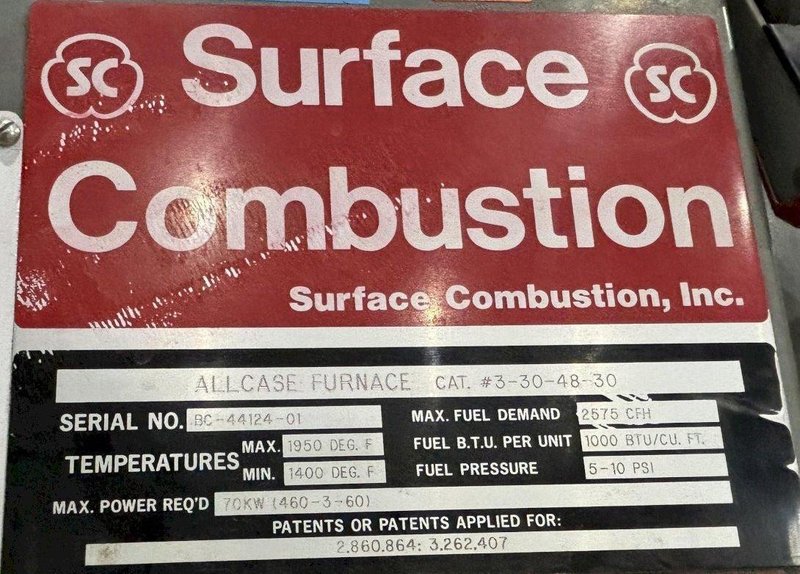 SC Surface SC
Combustion
Surface Combustion, Inc.
ALLCASE FURNACE CAT. #3-30-48-30
SERIAL NO. BC-44124-01 MAX. FUEL DEMAND 2575 CFH
TEMPERATURES MAX. 1950 DEG. F FUEL B.T.U. PER UNIT 1000 BTU/CU. FT.
MIN. 1400 DEG. F FUEL PRESSURE 5-10 PSI
MAX. POWER REQ'D 70KW (460-3-60)
PATENTS OR PATENTS APPLIED FOR:
2.860.864; 3.262.407